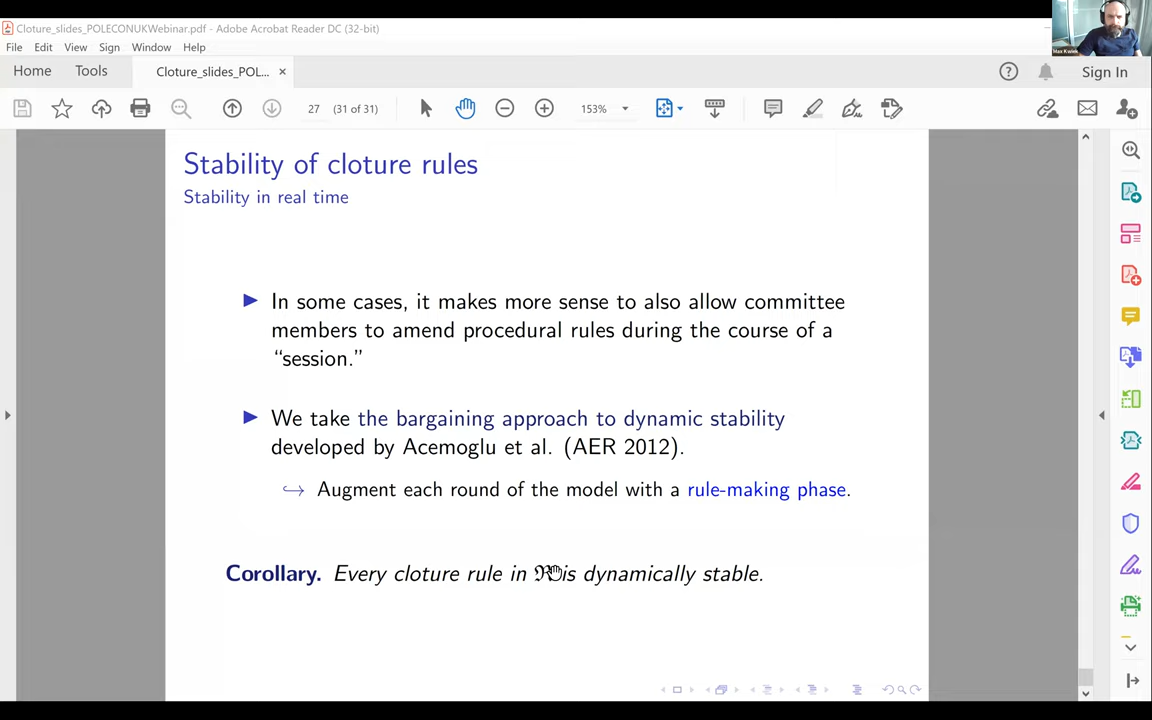 Cloture_slides_POLECONUKWebinar.pdf - Adobe Acrobat Reader DC (32-bit)
File Edit View Sign Window Help
Home Tools Cloture_slides_POL... × Sign In
27 (31 of 31) 153%
Max Kwiek
Stability of cloture rules
Stability in real time
In some cases, it makes more sense to also allow committee
members to amend procedural rules during the course of a
“session.”
We take the bargaining approach to dynamic stability
developed by Acemoglu et al. (AER 2012).
Augment each round of the model with a rule-making phase.
Corollary. Every cloture rule in is dynamically stable.